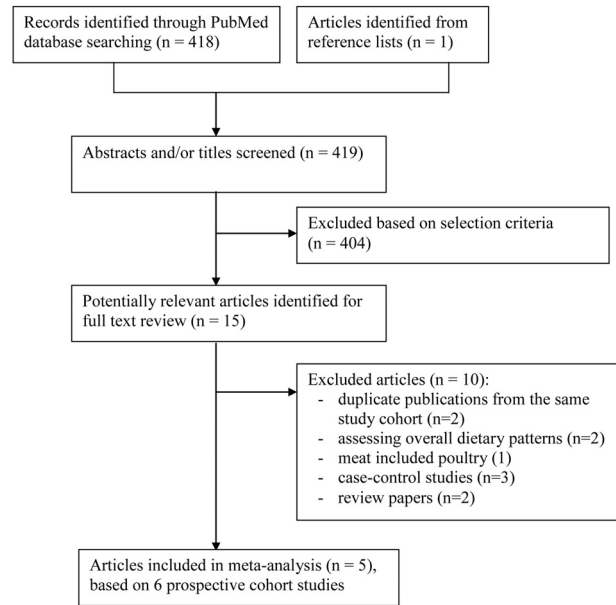 Records identified through PubMed
database searching (n = 418)
Articles identified from
reference lists (n = 1)
Abstracts and/or titles screened (n = 419)
Excluded based on selection criteria
(n = 404)
Potentially relevant articles identified for
full text review (n = 15)
Excluded articles (n = 10):
- duplicate publications from the same
study cohort (n=2)
- assessing overall dietary patterns (n=2)
- meat included poultry (1)
- case-control studies (n=3)
- review papers (n=2)
Articles included in meta-analysis (n = 5),
based on 6 prospective cohort studies